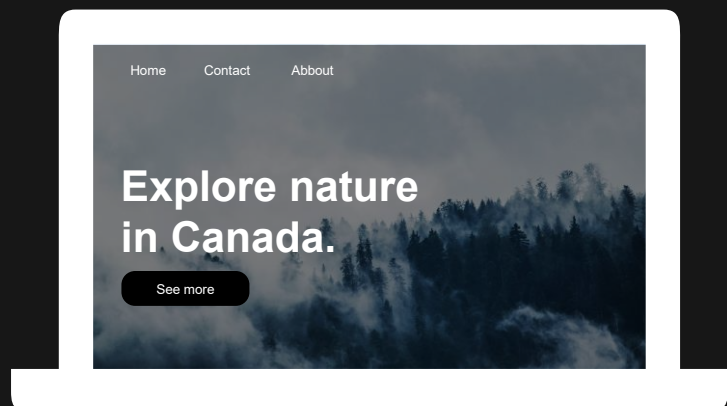 Home Contact Abbout
Explore nature
in Canada.
See more